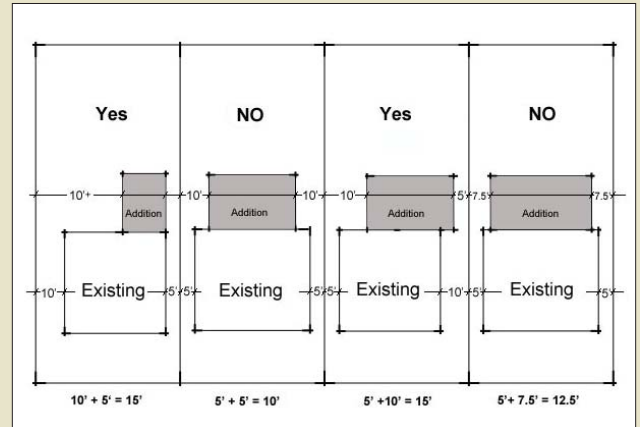 Yes NO Yes NO
10'+ 10' 10' 10' 5' 7.5' 7.5'
Addition Addition Addition Addition
10' Existing 5' 5' Existing 5' 5' Existing 10' 5' Existing 5'
10' + 5' = 15' 5' + 5' = 10' 5' +10' = 15' 5'+ 7.5' = 12.5'